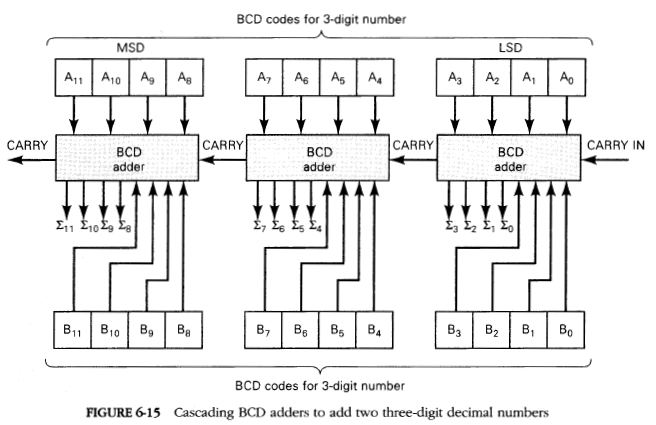 BCD codes for 3-digit number
MSD LSD
A₁₁ A₁₀ A₉ A₈ A₇ A₆ A₅ A₄ A₃ A₂ A₁ A₀
CARRY BCD adder CARRY BCD adder CARRY BCD adder CARRY IN
Σ₁₁ Σ₁₀ Σ₉ Σ₈ Σ₇ Σ₆ Σ₅ Σ₄ Σ₃ Σ₂ Σ₁ Σ₀
B₁₁ B₁₀ B₉ B₈ B₇ B₆ B₅ B₄ B₃ B₂ B₁ B₀
BCD codes for 3-digit number
FIGURE 6-15 Cascading BCD adders to add two three-digit decimal numbers